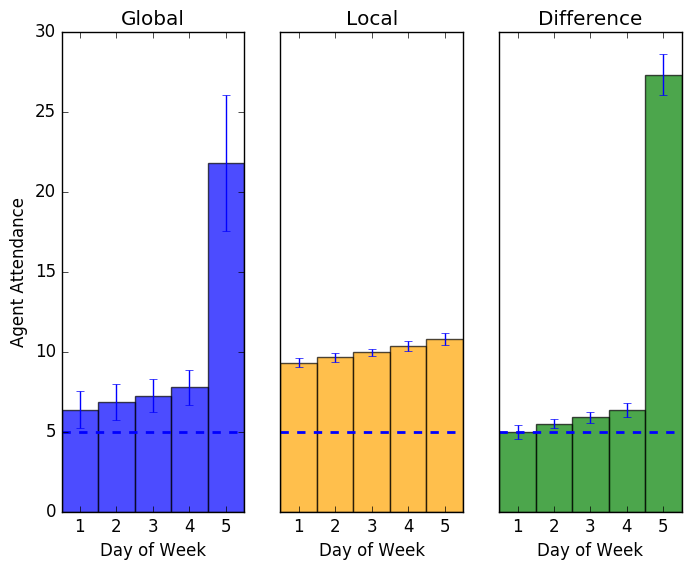 Global Local Difference
Agent Attendance
30
25
20
15
10
5
0
1 2 3 4 5 1 2 3 4 5 1 2 3 4 5
Day of Week Day of Week Day of Week